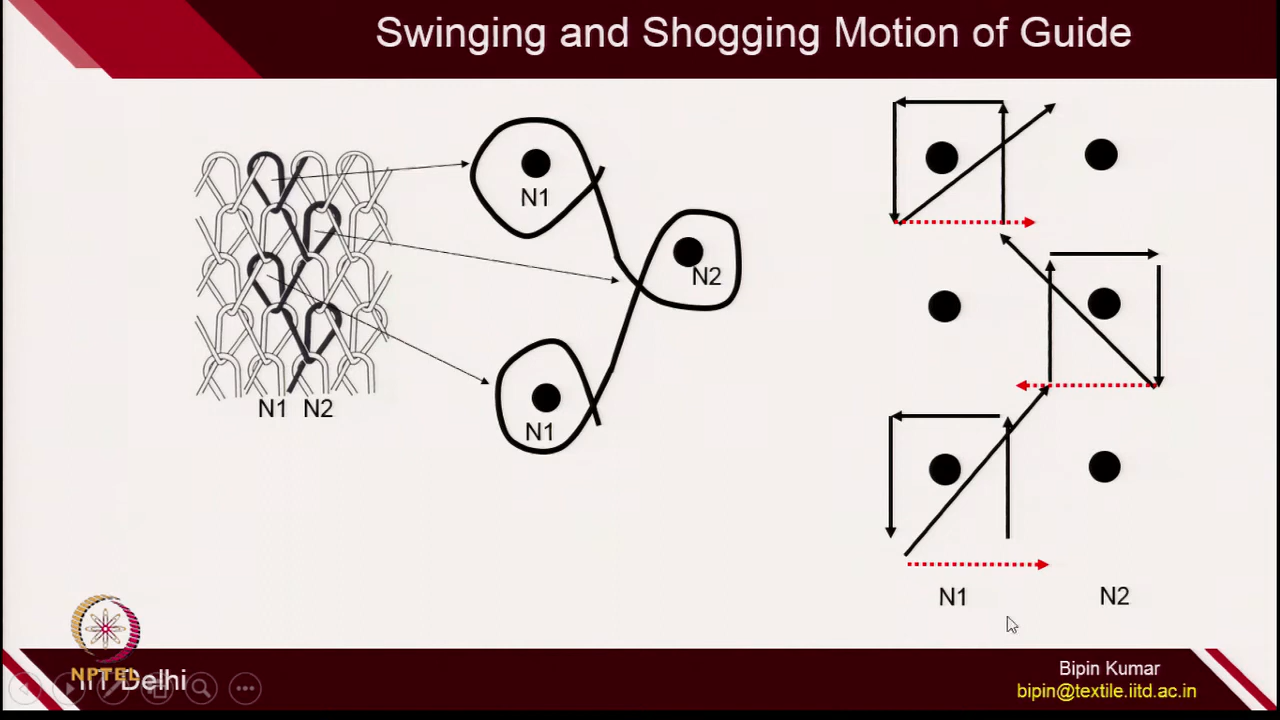 Swinging and Shogging Motion of Guide
N1
N2
N1
N1 N2
N1 N2
NPTEL
IIT Delhi
Bipin Kumar
bipin@textile.iitd.ac.in